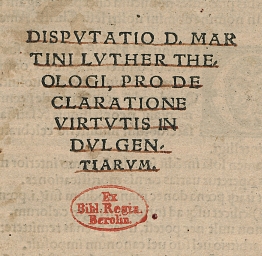 DISPVTATIO D. MAR
TINI LVTHER THE-
OLOGI, PRO DE
CLARATIONE
VIRTVTIS IN
DVLGEN-
TIARVM.
Ex
Bibl. Regia
Berolin.